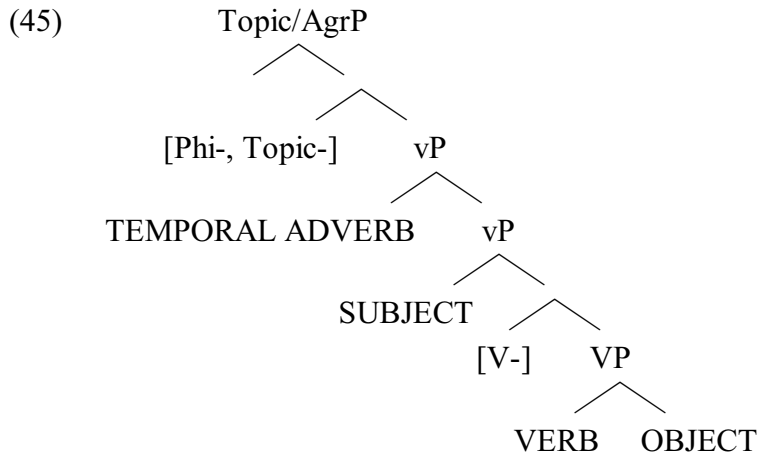 (45) Topic/AgrP
[Phi-, Topic-] vP
TEMPORAL ADVERB vP
SUBJECT
[V-] VP
VERB OBJECT